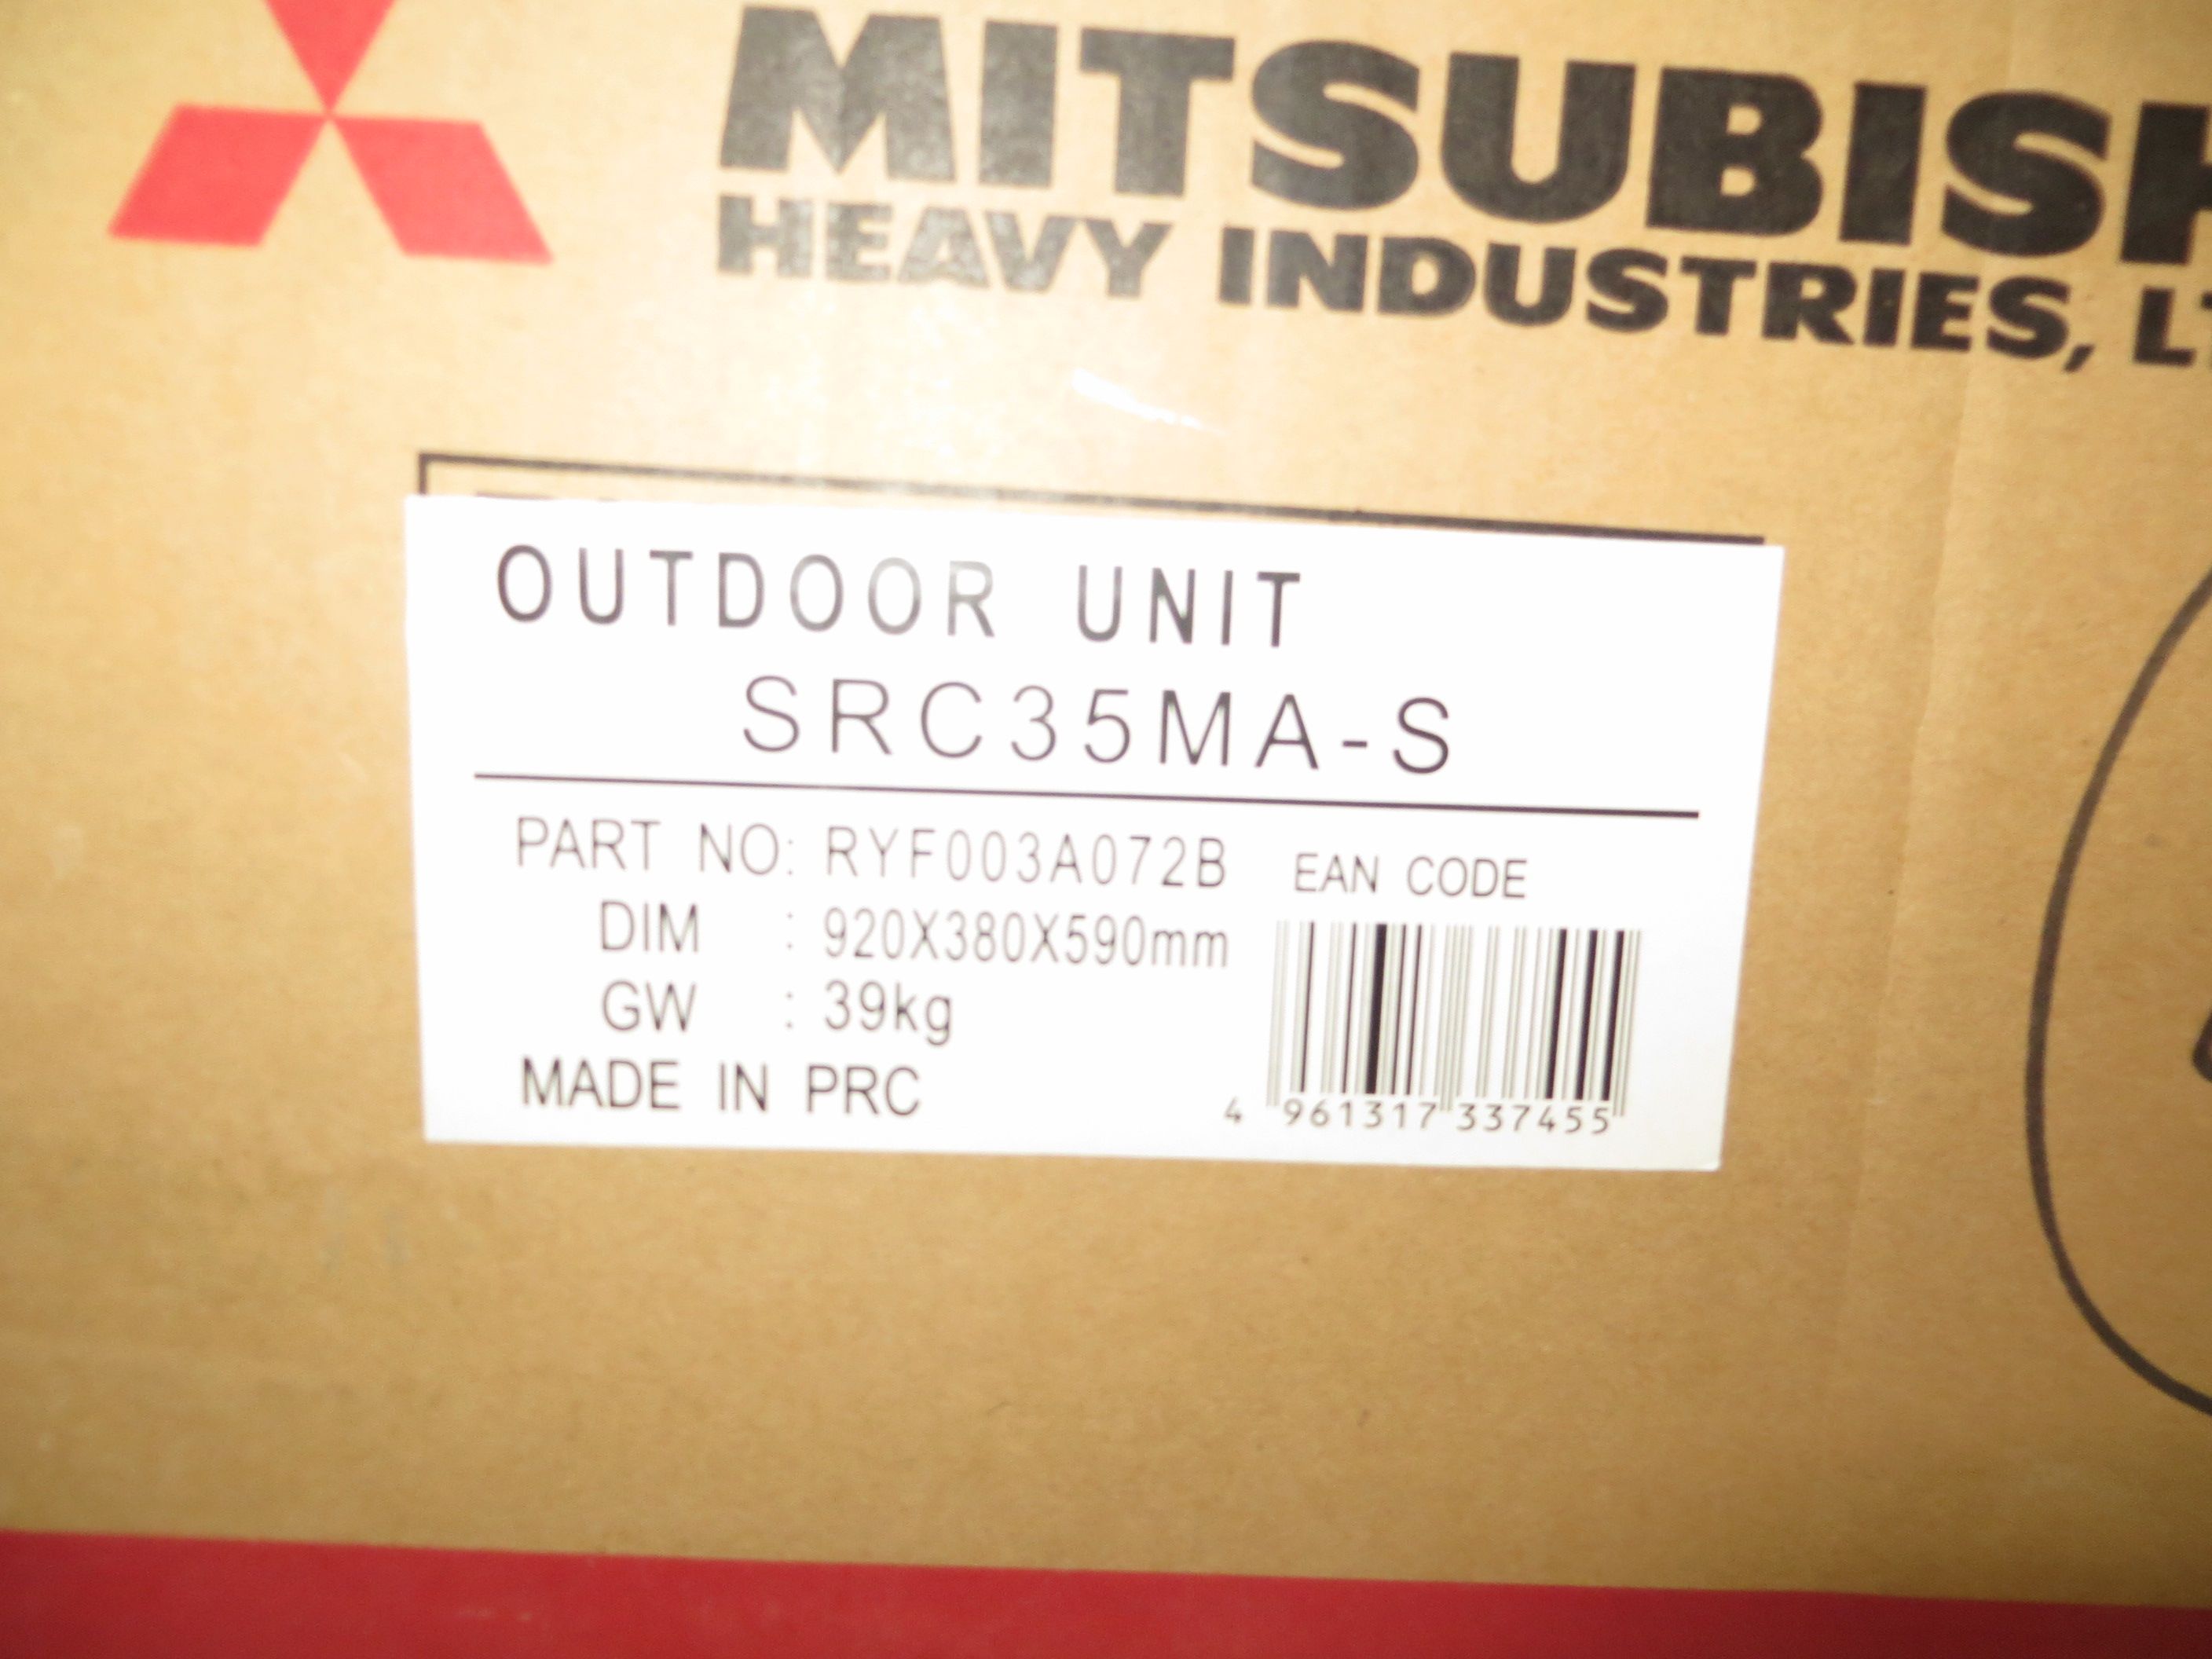 MITSUBISH
HEAVY INDUSTRIES, LT
OUTDOOR UNIT
SRC35MA-S
PART NO: RYF003A072B
EAN CODE
DIM : 920X380X590mm
GW : 39kg
MADE IN PRC
4 961317 337455